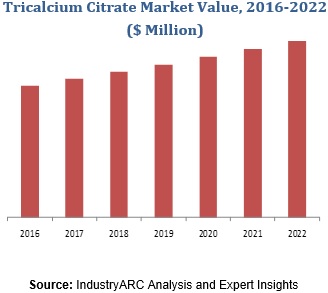 Tricalcium Citrate Market Value, 2016-2022
($ Million)
2016 2017 2018 2019 2020 2021 2022
Source: IndustryARC Analysis and Expert Insights